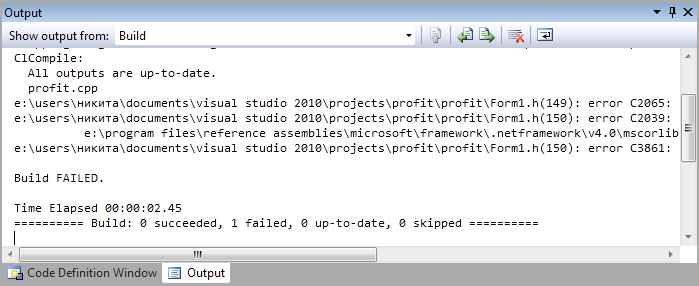 Output
Show output from: Build
ClCompile:
All outputs are up-to-date.
profit.cpp
e:\users\никита\documents\visual studio 2010\projects\profit\profit\Form1.h(149): error C2065:
e:\users\никита\documents\visual studio 2010\projects\profit\profit\Form1.h(150): error C2039:
e:\program files\reference assemblies\microsoft\framework\.netframework\v4.0\mscorlib
e:\users\никита\documents\visual studio 2010\projects\profit\profit\Form1.h(150): error C3861:
Build FAILED.
Time Elapsed 00:00:02.45
========== Build: 0 succeeded, 1 failed, 0 up-to-date, 0 skipped ==========
Code Definition Window Output